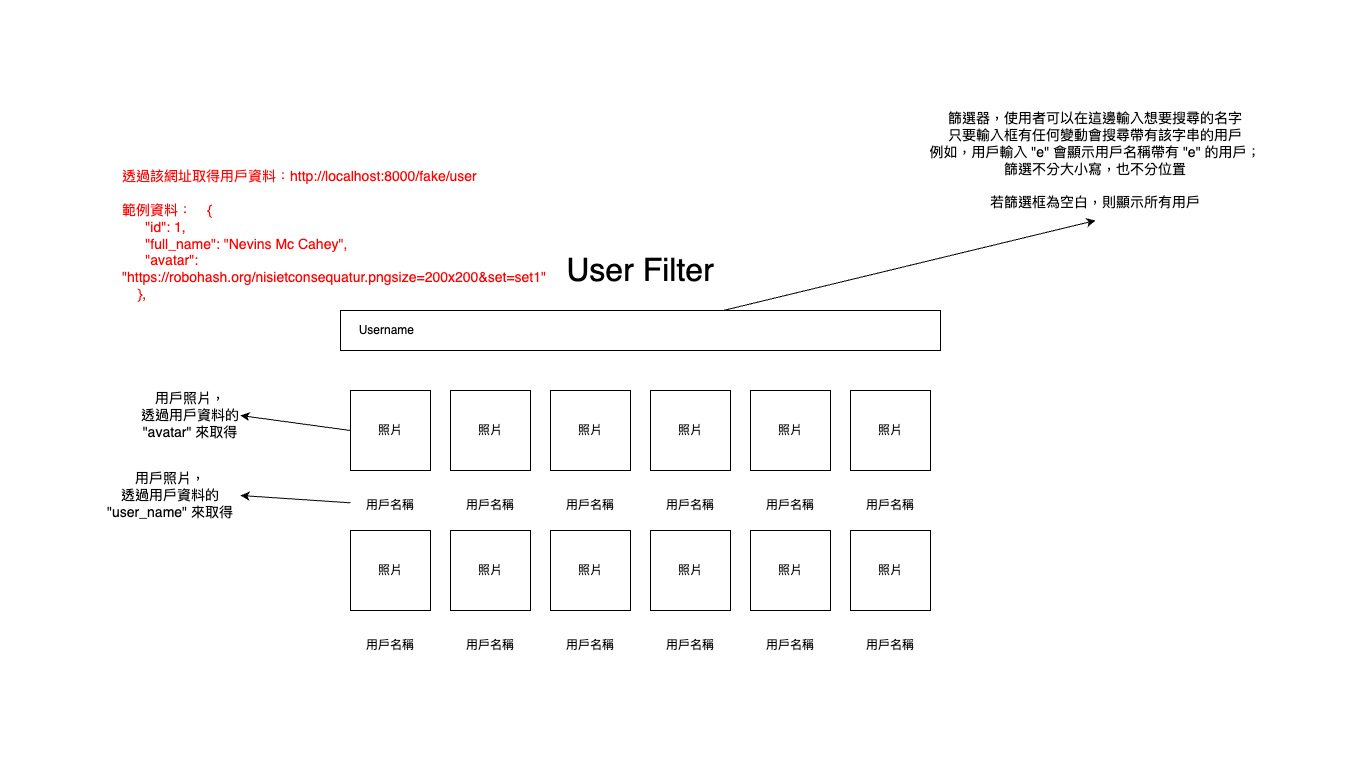 篩選器，使用者可以在這邊輸入想要搜尋的名字
只要輸入框有任何變動會搜尋帶有該字串的用戶
例如，用戶輸入 "e" 會顯示用戶名稱帶有 "e" 的用戶；
篩選不分大小寫，也不分位置
若篩選框為空白，則顯示所有用戶
透過該網址取得用戶資料：http://localhost:8000/fake/user
範例資料： {
"id": 1,
"full_name": "Nevins Mc Cahey",
"avatar":
"https://robohash.org/nisietconsequatur.pngsize=200x200&set=set1"
},
User Filter
Username
用戶照片，
透過用戶資料的
"avatar" 來取得
照片 照片 照片 照片 照片 照片
用戶照片，
透過用戶資料的
"user_name" 來取得
用戶名稱 用戶名稱 用戶名稱 用戶名稱 用戶名稱 用戶名稱
照片 照片 照片 照片 照片 照片
用戶名稱 用戶名稱 用戶名稱 用戶名稱 用戶名稱 用戶名稱